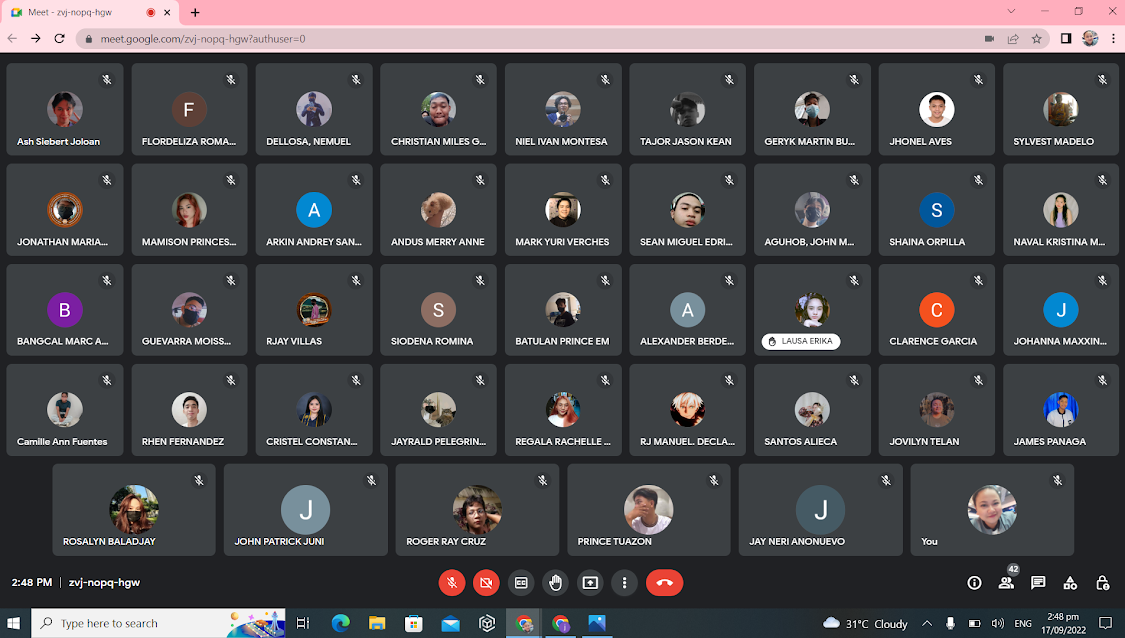 Meet - zvj-nopq-hgw
meet.google.com/zvj-nopq-hgw?authuser=0
Ash Siebert Joloan
F
FLORDELIZA ROMA...
DELLOSA, NEMUEL
CHRISTIAN MILES G...
NIEL IVAN MONTESA
TAJOR JASON KEAN
GERYK MARTIN BU...
JHONEL AVES
SYLVEST MADELO
JONATHAN MARIA...
MAMISON PRINCES...
A
ARKIN ANDREY SAN...
ANDUS MERRY ANNE
MARK YURI VERCHES
SEAN MIGUEL EDRI...
AGUHOB, JOHN M...
S
SHAINA ORPILLA
NAVAL KRISTINA M...
B
BANGCAL MARC A...
GUEVARRA MOISS...
RJAY VILLAS
S
SIODENA ROMINA
BATULAN PRINCE EM
A
ALEXANDER BERDE...
LAUSA ERIKA
C
CLARENCE GARCIA
J
JOHANNA MAXXIN...
Camille Ann Fuentes
RHEN FERNANDEZ
CRISTEL CONSTAN...
JAYRALD PELEGRIN...
REGALA RACHELLE ...
RJ MANUEL. DECLA...
SANTOS ALIECA
JOVILYN TELAN
JAMES PANAGA
ROSALYN BALADJAY
J
JOHN PATRICK JUNI
ROGER RAY CRUZ
PRINCE TUAZON
J
JAY NERI ANONUEVO
You
2:48 PM | zvj-nopq-hgw
42
Type here to search
31°C Cloudy
ENG
2:48 pm
17/09/2022